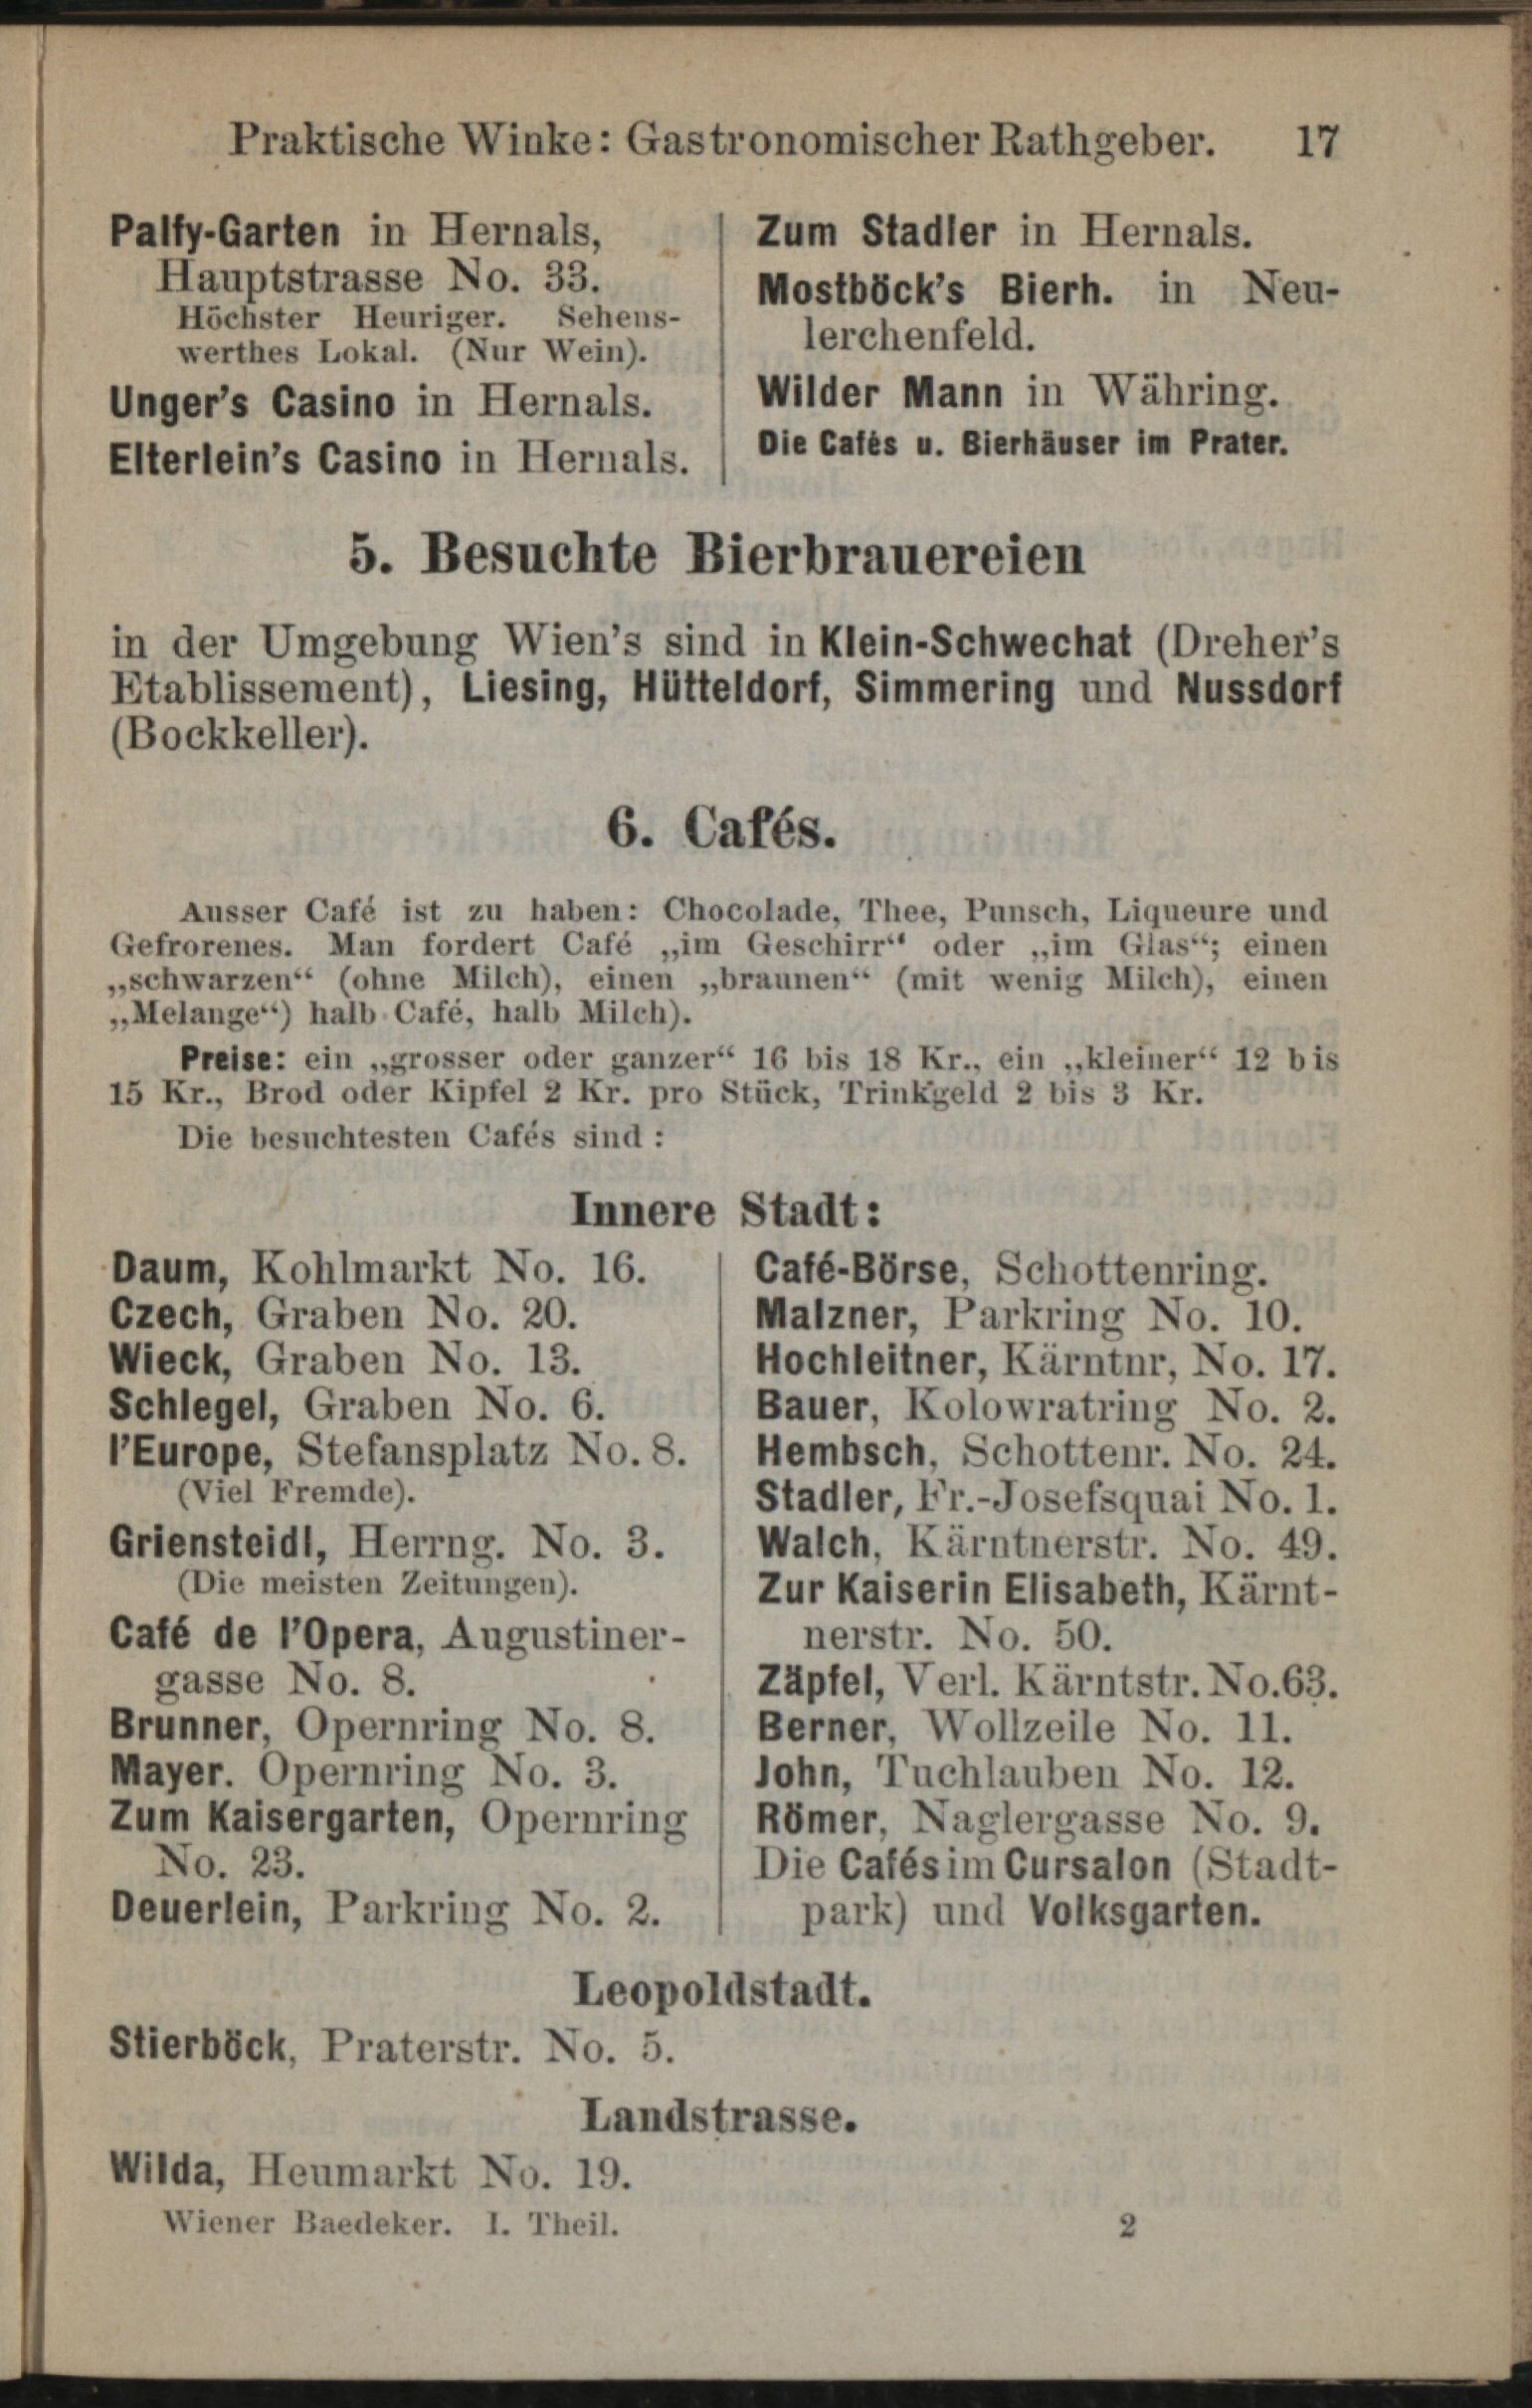 Praktische Winke: Gastronomischer Rathgeber. 17
Palfy-Garten in Hernals,
Hauptstrasse No. 33.
Höchster Heuriger. Sehens-
werthes Lokal. (Nur Wein).
Unger's Casino in Hernals.
Elterlein's Casino in Hernals.
Zum Stadler in Hernals.
Mostböck's Bierh. in Neu-
lerchenfeld.
Wilder Mann in Währing.
Die Cafés u. Bierhäuser im Prater.
5. Besuchte Bierbrauereien
in der Umgebung Wien's sind in Klein-Schwechat (Dreher's
Etablissement), Liesing, Hütteldorf, Simmering und Nussdorf
(Bockkeller).
6. Cafés.
Ausser Café ist zu haben: Chocolade, Thee, Punsch, Liqueure und
Gefrorenes. Man fordert Café „im Geschirr“ oder „im Glas“; einen
„schwarzen“ (ohne Milch), einen „braunen“ (mit wenig Milch), einen
„Melange“) halb Café, halb Milch).
Preise: ein „grosser oder ganzer“ 16 bis 18 Kr., ein „kleiner“ 12 bis
15 Kr., Brod oder Kipfel 2 Kr. pro Stück, Trinkgeld 2 bis 3 Kr.
Die besuchtesten Cafés sind:
Innere Stadt:
Daum, Kohlmarkt No. 16.
Czech, Graben No. 20.
Wieck, Graben No. 13.
Schlegel, Graben No. 6.
l'Europe, Stefansplatz No. 8.
(Viel Fremde).
Griensteidl, Herrng. No. 3.
(Die meisten Zeitungen).
Café de l'Opera, Augustiner-
gasse No. 8.
Brunner, Opernring No. 8.
Mayer. Opernring No. 3.
Zum Kaisergarten, Opernring
No. 23.
Deuerlein, Parkring No. 2.
Café-Börse, Schottenring.
Malzner, Parkring No. 10.
Hochleitner, Kärntnr, No. 17.
Bauer, Kolowratring No. 2.
Hembsch, Schottenr. No. 24.
Stadler, Fr.-Josefsquai No. 1.
Walch, Kärntnerstr. No. 49.
Zur Kaiserin Elisabeth, Kärnt-
nerstr. No. 50.
Zäpfel, Verl. Kärntstr. No.63.
Berner, Wollzeile No. 11.
John, Tuchlauben No. 12.
Römer, Naglergasse No. 9.
Die Cafés im Cursalon (Stadt-
park) und Volksgarten.
Leopoldstadt.
Stierböck, Praterstr. No. 5.
Landstrasse.
Wilda, Heumarkt No. 19.
Wiener Baedeker. I. Theil. 2